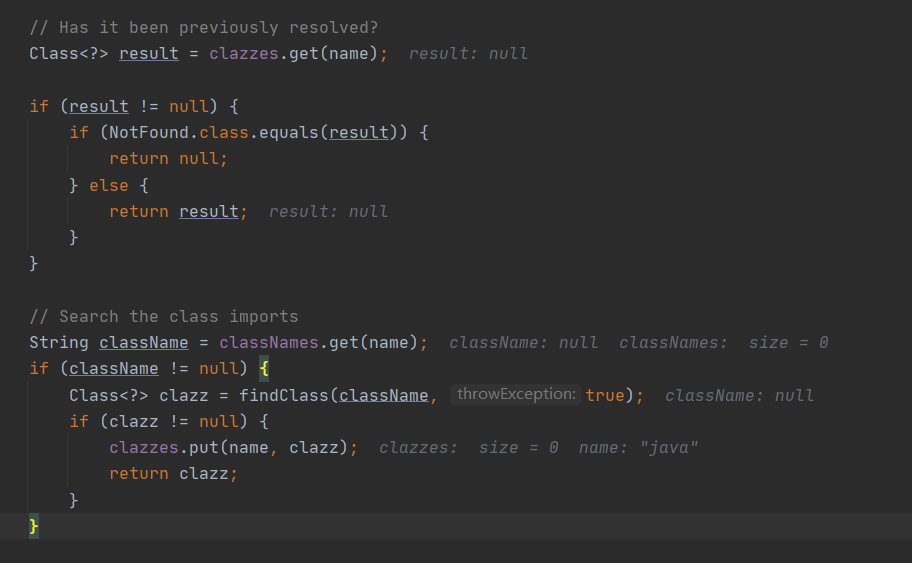 // Has it been previously resolved?
Class<?> result = clazzes.get(name);  result: null
if (result != null) {
if (NotFound.class.equals(result)) {
return null;
} else {
return result;  result: null
}
}
// Search the class imports
String className = classNames.get(name);  className: null  classNames:  size = 0
if (className != null) {
Class<?> clazz = findClass(className, throwException: true);  className: null
if (clazz != null) {
clazzes.put(name, clazz);  clazzes:  size = 0  name: "java"
return clazz;
}
}